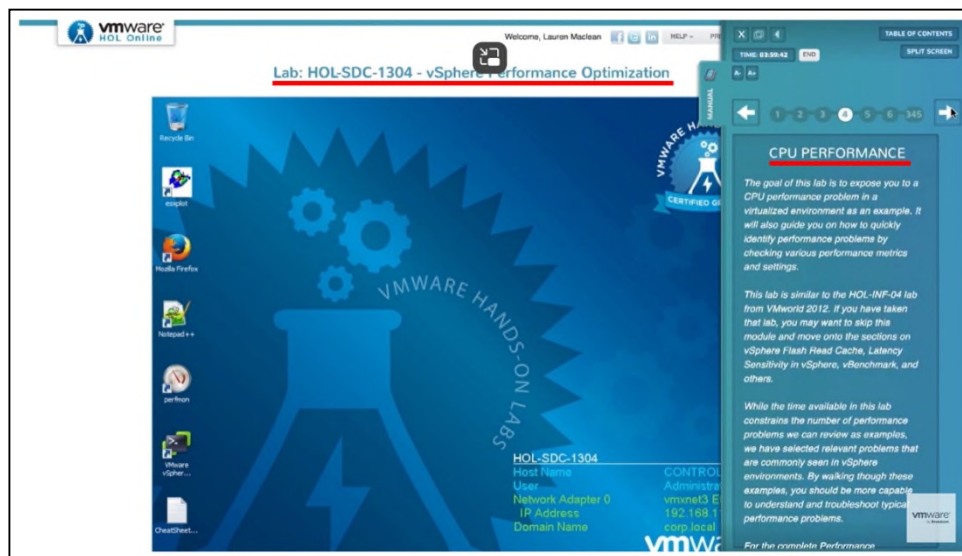 vmware
HOL Online
Welcome, Lauren Maclean
HELP
Lab: HOL-SDC-1304 - vSphere Performance Optimization
TABLE OF CONTENTS
SPLIT SCREEN
TIME: 03:59:42
END
A- A+
MANUAL
1 2 3 4 5 6 345
Recycle Bin
esxplot
Mozilla Firefox
Notepad++
perfmon
VMware
vSpher...
CheatSheet...
CERTIFIED
VMWARE HANDS-ON LABS
HOL-SDC-1304
Host Name CONTROL
User Administra
Network Adapter 0 vmxnet3
IP Address 192.168.1
Domain Name corp.local
CPU PERFORMANCE
The goal of this lab is to expose you to a
CPU performance problem in a
virtualized environment as an example. It
will also guide you on how to quickly
identify performance problems by
checking various performance metrics
and settings.
This lab is similar to the HOL-INF-04 lab
from VMworld 2012. If you have taken
that lab, you may want to skip this
module and move onto the sections on
vSphere Flash Read Cache, Latency
Sensitivity in vSphere, vBenchmark, and
others.
While the time available in this lab
constrains the number of performance
problems we can review as examples,
we have selected relevant problems that
are commonly seen in vSphere
environments. By walking though these
examples, you should be more capable
to understand and troubleshoot typical
performance problems.
For the complete Performance
vmware